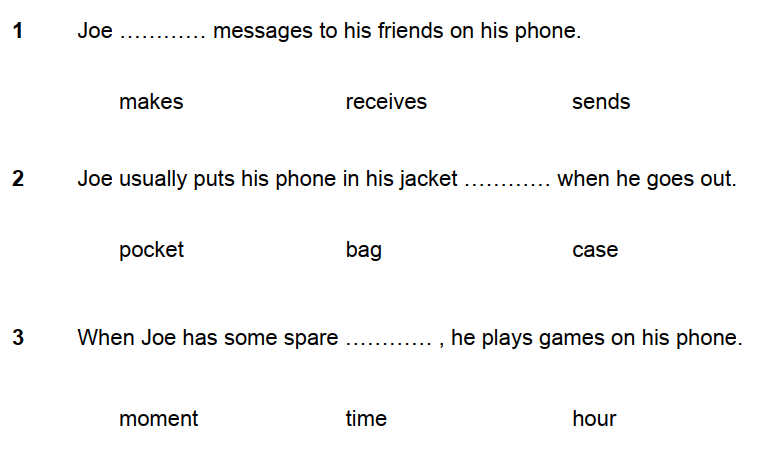 1 Joe ………… messages to his friends on his phone.
makes receives sends
2 Joe usually puts his phone in his jacket ………… when he goes out.
pocket bag case
3 When Joe has some spare ………… , he plays games on his phone.
moment time hour